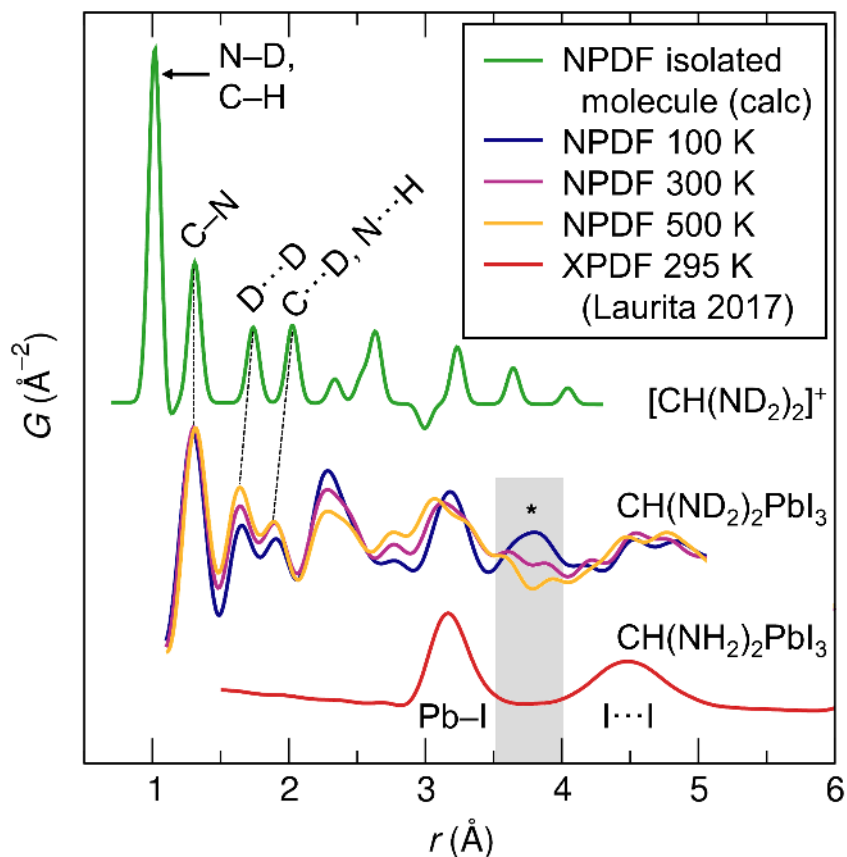 N–D,
C–H
C–N
D···D
C···D, N···H
NPDF isolated
molecule (calc)
NPDF 100 K
NPDF 300 K
NPDF 500 K
XPDF 295 K
(Laurita 2017)
[CH(ND₂)₂]⁺
*
CH(ND₂)₂PbI₃
CH(NH₂)₂PbI₃
Pb–I
I···I
G (Å⁻²)
1 2 3 4 5 6
r (Å)